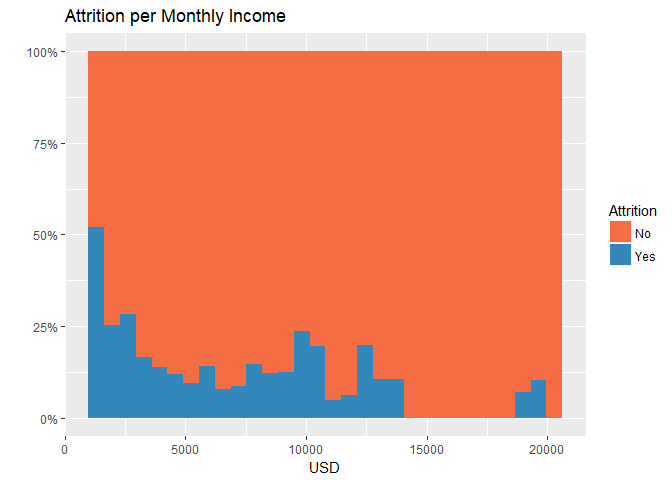 Attrition per Monthly Income
100%
75%
50%
25%
0%
0 5000 10000 15000 20000
USD
Attrition
No
Yes